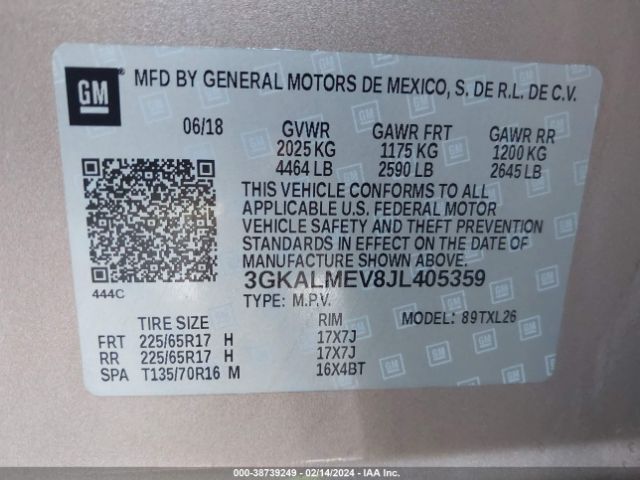 GM
MFD BY GENERAL MOTORS DE MEXICO, S. DE R.L. DE C.V.
06/18 GVWR GAWR FRT GAWR RR
2025 KG 1175 KG 1200 KG
4464 LB 2590 LB 2645 LB
THIS VEHICLE CONFORMS TO ALL
APPLICABLE U.S. FEDERAL MOTOR
VEHICLE SAFETY AND THEFT PREVENTION
STANDARDS IN EFFECT ON THE DATE OF
MANUFACTURE SHOWN ABOVE.
444C 3GKALMEV8JL405359
TYPE: M.P.V.
TIRE SIZE RIM MODEL: 89TXL26
FRT 225/65R17 H 17X7J
RR 225/65R17 H 17X7J
SPA T135/70R16 M 16X4BT
000-38739249 - 02/14/2024 - IAA Inc.